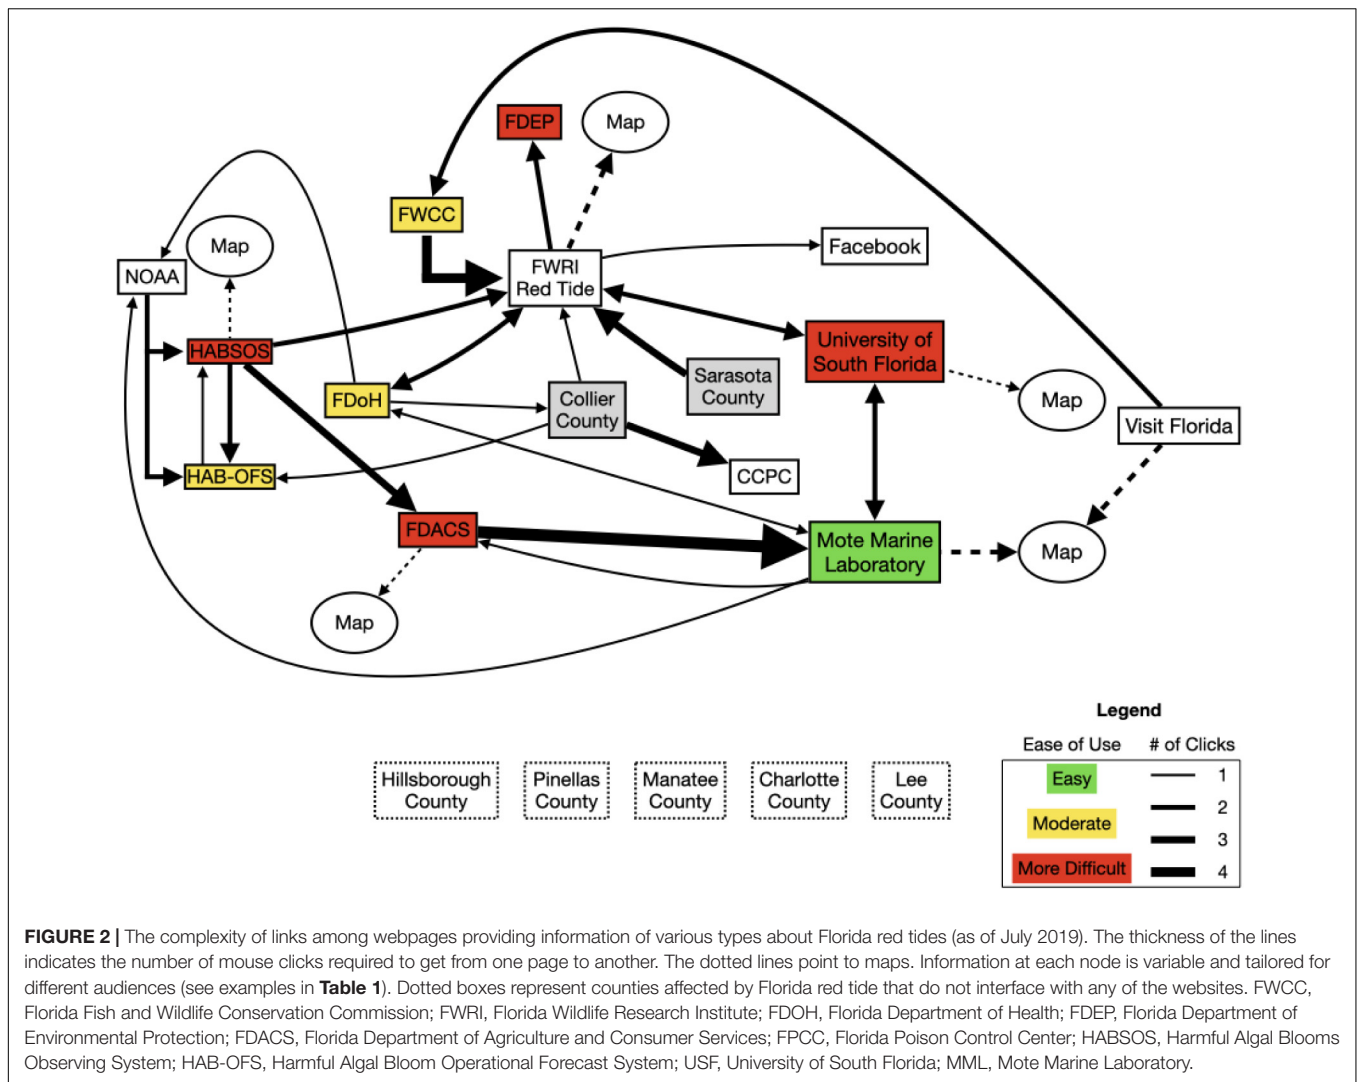 FDEP
Map
FWCC
Map
Facebook
NOAA
FWRI
Red Tide
HABSOS
University of
South Florida
Sarasota
County
FDoH
Collier
County
Map
Visit Florida
HAB-OFS
CCPC
FDACS
Mote Marine
Laboratory
Map
Map
Legend
Ease of Use
# of Clicks
Easy
1
2
Moderate
3
More Difficult
4
Hillsborough
County
Pinellas
County
Manatee
County
Charlotte
County
Lee
County
FIGURE 2 | The complexity of links among webpages providing information of various types about Florida red tides (as of July 2019). The thickness of the lines
indicates the number of mouse clicks required to get from one page to another. The dotted lines point to maps. Information at each node is variable and tailored for
different audiences (see examples in Table 1). Dotted boxes represent counties affected by Florida red tide that do not interface with any of the websites. FWCC,
Florida Fish and Wildlife Conservation Commission; FWRI, Florida Wildlife Research Institute; FDOH, Florida Department of Health; FDEP, Florida Department of
Environmental Protection; FDACS, Florida Department of Agriculture and Consumer Services; FPCC, Florida Poison Control Center; HABSOS, Harmful Algal Blooms
Observing System; HAB-OFS, Harmful Algal Bloom Operational Forecast System; USF, University of South Florida; MML, Mote Marine Laboratory.